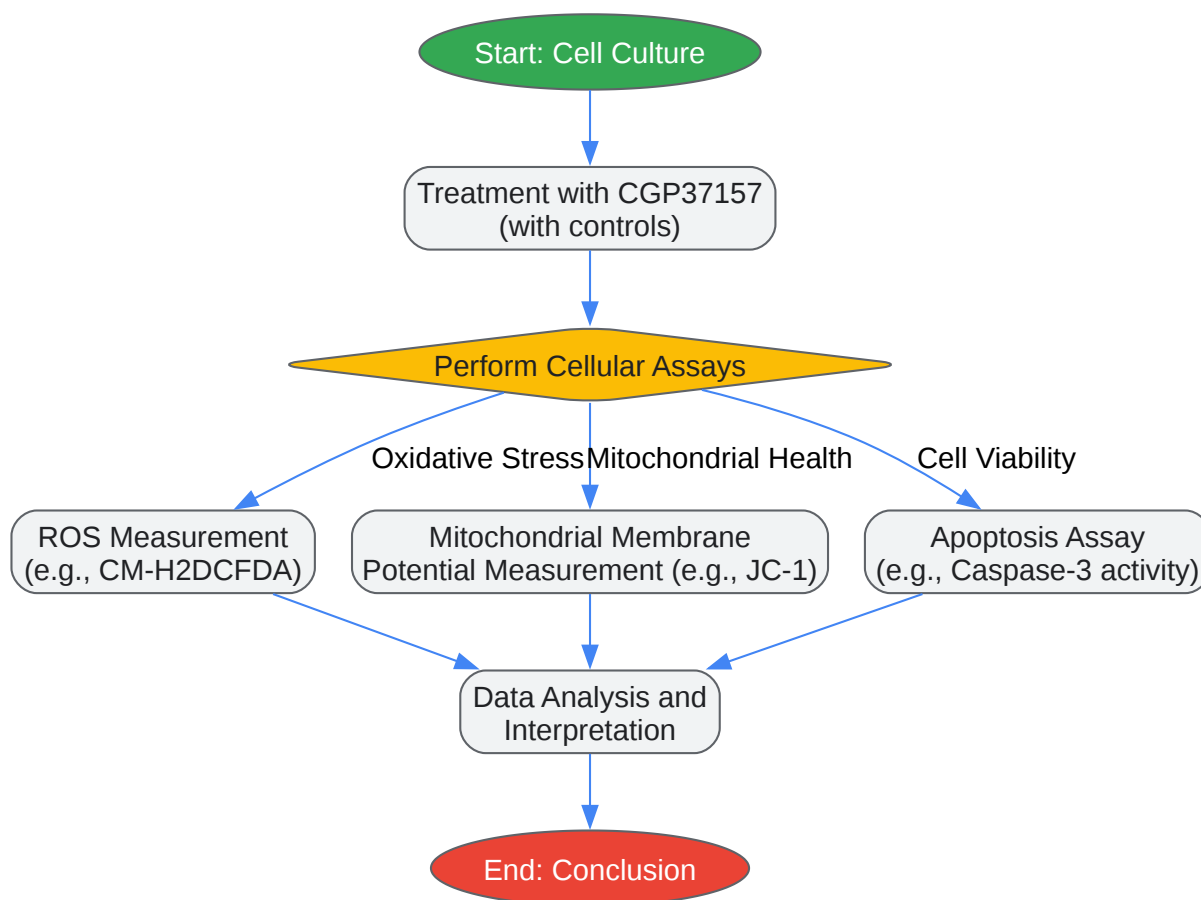 Start: Cell Culture
Treatment with CGP37157
(with controls)
Perform Cellular Assays
Oxidative Stress
Mitochondrial Health
Cell Viability
ROS Measurement
(e.g., CM-H2DCFDA)
Mitochondrial Membrane
Potential Measurement (e.g., JC-1)
Apoptosis Assay
(e.g., Caspase-3 activity)
Data Analysis and
Interpretation
End: Conclusion